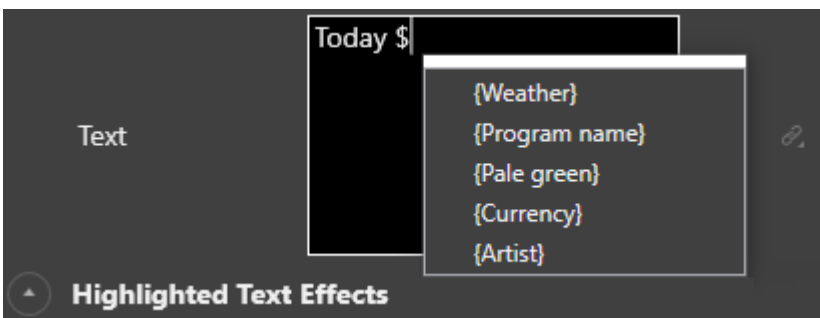 Today $
{Weather}
{Program name}
Text
{Pale green}
{Currency}
{Artist}
Highlighted Text Effects